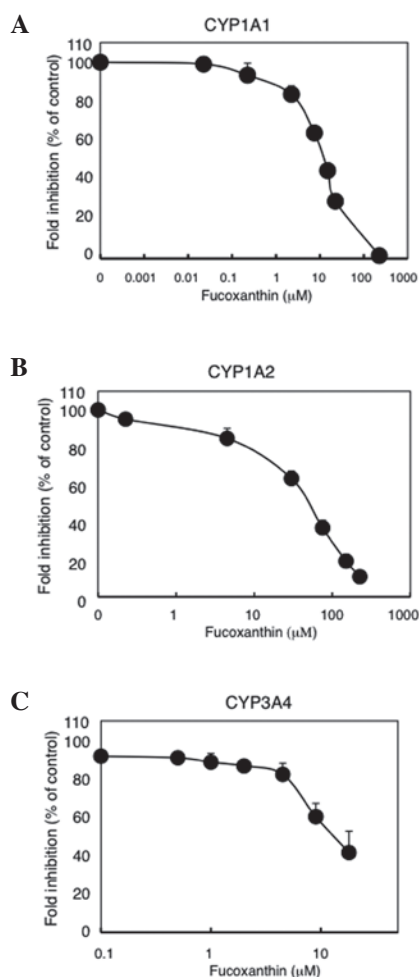 A
CYP1A1
Fold inhibition (% of control)
110
100
80
60
40
20
0
0 0.001 0.01 0.1 1 10 100 1000
Fucoxanthin (μM)
B
CYP1A2
Fold inhibition (% of control)
110
100
80
60
40
20
0
0 1 10 100 1000
Fucoxanthin (μM)
C
CYP3A4
Fold inhibition (% of control)
110
100
80
60
40
20
0
0.1 1 10
Fucoxanthin (μM)